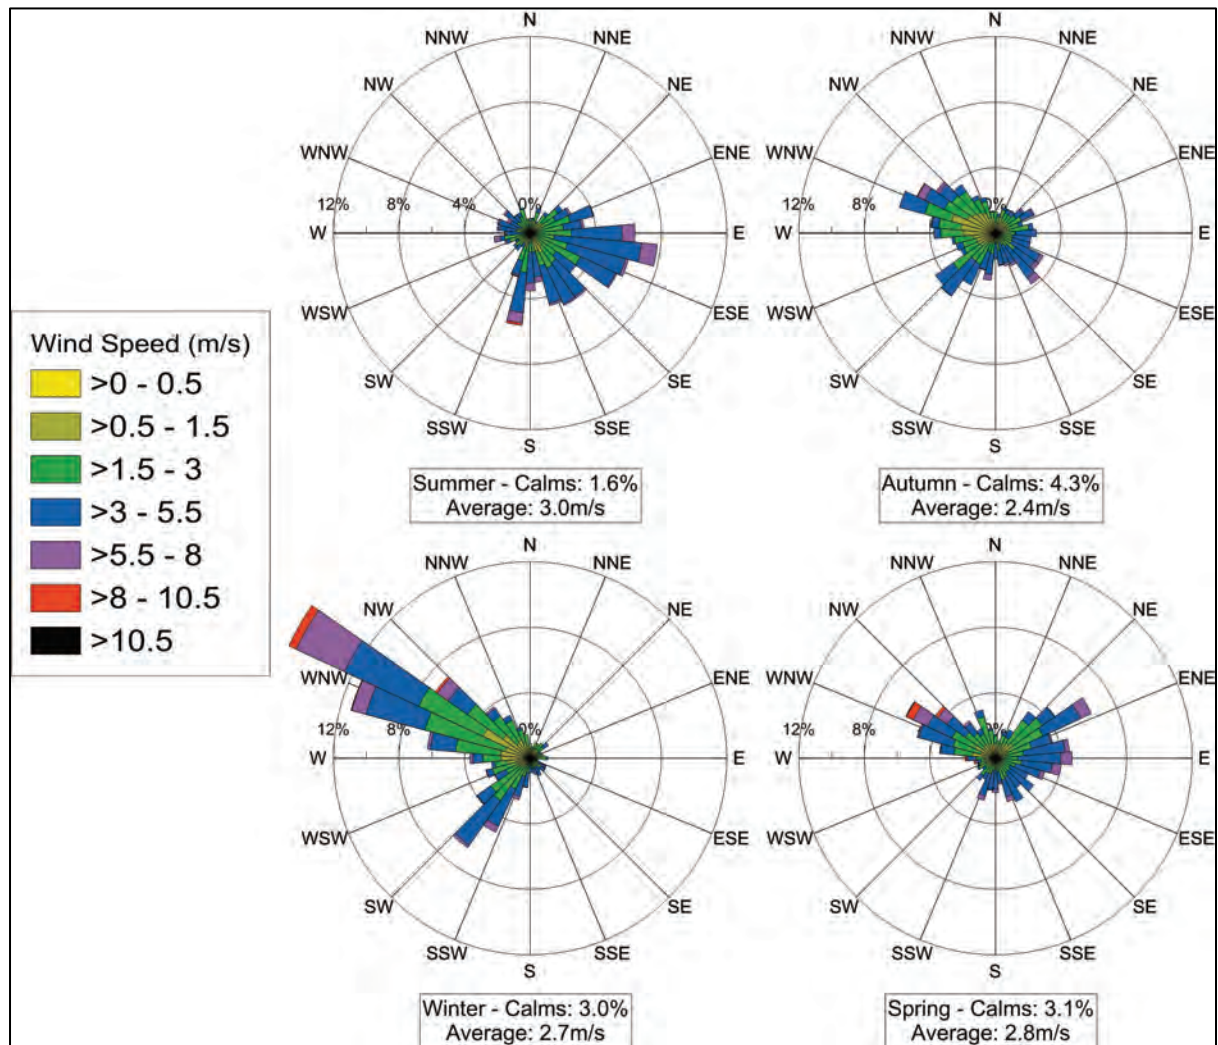 N
NNW NNE
NW NE
WNW ENE
12% 8% 4% 0%
W E
WSW ESE
SW SE
SSW SSE
S
Summer - Calms: 1.6%
Average: 3.0m/s
N
NNW NNE
NW NE
WNW ENE
12% 8% 4% 0%
W E
WSW ESE
SW SE
SSW SSE
S
Autumn - Calms: 4.3%
Average: 2.4m/s
Wind Speed (m/s)
>0 - 0.5
>0.5 - 1.5
>1.5 - 3
>3 - 5.5
>5.5 - 8
>8 - 10.5
>10.5
N
NNW NNE
NW NE
WNW ENE
12% 8% 0%
W E
WSW ESE
SW SE
SSW SSE
S
Winter - Calms: 3.0%
Average: 2.7m/s
N
NNW NNE
NW NE
WNW ENE
12% 8% 4% 0%
W E
WSW ESE
SW SE
SSW SSE
S
Spring - Calms: 3.1%
Average: 2.8m/s